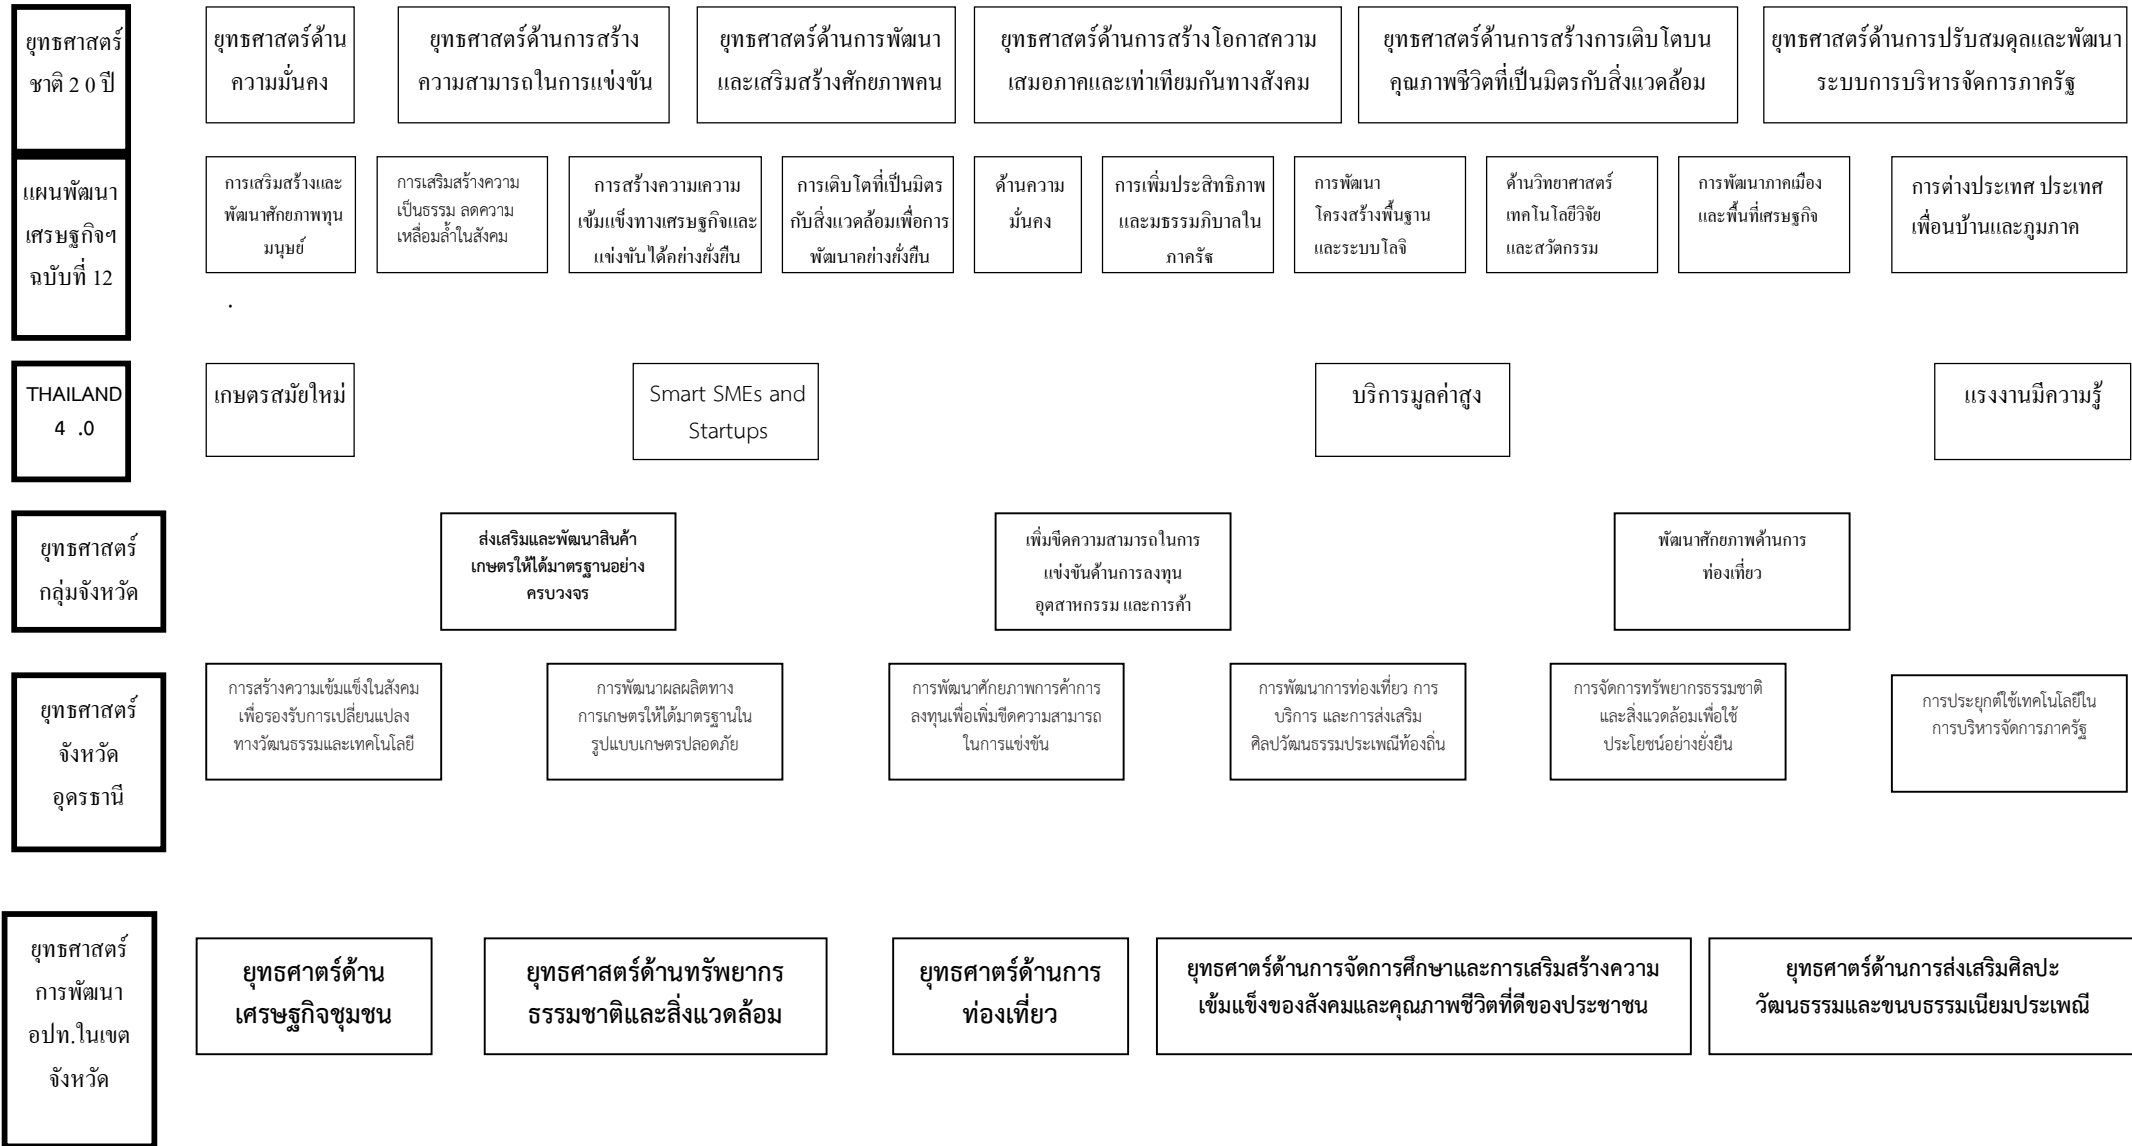 ยุทธศาสตร์
ชาติ 2 0 ปี
ยุทธศาสตร์ด้าน
ความมั่นคง
ยุทธศาสตร์ด้านการสร้าง
ความสามารถในการแข่งขัน
ยุทธศาสตร์ด้านการพัฒนา
และเสริมสร้างศักยภาพคน
ยุทธศาสตร์ด้านการสร้างโอกาสความ
เสมอภาคและเท่าเทียมกันทางสังคม
ยุทธศาสตร์ด้านการสร้างการเติบโตบน
คุณภาพชีวิตที่เป็นมิตรกับสิ่งแวดล้อม
ยุทธศาสตร์ด้านการปรับสมดุลและพัฒนา
ระบบการบริหารจัดการภาครัฐ
แผนพัฒนา
เศรษฐกิจฯ
ฉบับที่ 12
การเสริมสร้างและ
พัฒนาศักยภาพทุน
มนุษย์
.
การเสริมสร้างความ
เป็นธรรม ลดความ
เหลื่อมล้ำในสังคม
การสร้างความเความ
เข้มแข็งทางเศรษฐกิจและ
แข่งขันได้อย่างยั่งยืน
การเติบโตที่เป็นมิตร
กับสิ่งแวดล้อมเพื่อการ
พัฒนาอย่างยั่งยืน
ด้านความ
มั่นคง
การเพิ่มประสิทธิภาพ
และมธรรมภิบาลใน
ภาครัฐ
การพัฒนา
โครงสร้างพื้นฐาน
และระบบโลจิ
ด้านวิทยาศาสตร์
เทคโนโลยีวิจัย
และสวัตกรรม
การพัฒนาภาคเมือง
และพื้นที่เศรษฐกิจ
การต่างประเทศ ประเทศ
เพื่อนบ้านและภูมภาค
THAILAND
4 .0
เกษตรสมัยใหม่
Smart SMEs and
Startups
บริการมูลค่าสูง
แรงงานมีความรู้
ยุทธศาสตร์
กลุ่มจังหวัด
ส่งเสริมและพัฒนาสินค้า
เกษตรให้ได้มาตรฐานอย่าง
ครบวงจร
เพิ่มขีดความสามารถในการ
แข่งขันด้านการลงทุน
อุตสาหกรรม และการค้า
พัฒนาศักยภาพด้านการ
ท่องเที่ยว
ยุทธศาสตร์
จังหวัด
อุดรธานี
การสร้างความเข้มแข็งในสังคม
เพื่อรองรับการเปลี่ยนแปลง
ทางวัฒนธรรมและเทคโนโลยี
การพัฒนาผลผลิตทาง
การเกษตรให้ได้มาตรฐานใน
รูปแบบเกษตรปลอดภัย
การพัฒนาศักยภาพการค้าการ
ลงทุนเพื่อเพิ่มขีดความสามารถ
ในการแข่งขัน
การพัฒนาการท่องเที่ยว การ
บริการ และการส่งเสริม
ศิลปวัฒนธรรมประเพณีท้องถิ่น
การจัดการทรัพยากรธรรมชาติ
และสิ่งแวดล้อมเพื่อใช้
ประโยชน์อย่างยั่งยืน
การประยุกต์ใช้เทคโนโลยีใน
การบริหารจัดการภาครัฐ
ยุทธศาสตร์
การพัฒนา
อปท.ในเขต
จังหวัด
ยุทธศาตร์ด้าน
เศรษฐกิจชุมชน
ยุทธศาสตร์ด้านทรัพยากร
ธรรมชาติและสิ่งแวดล้อม
ยุทธศาตร์ด้านการ
ท่องเที่ยว
ยุทธศาตร์ด้านการจัดการศึกษาและการเสริมสร้างความ
เข้มแข็งของสังคมและคุณภาพชีวิตที่ดีของประชาชน
ยุทธศาตร์ด้านการส่งเสริมศิลปะ
วัฒนธรรมและขนบธรรมเนียมประเพณี